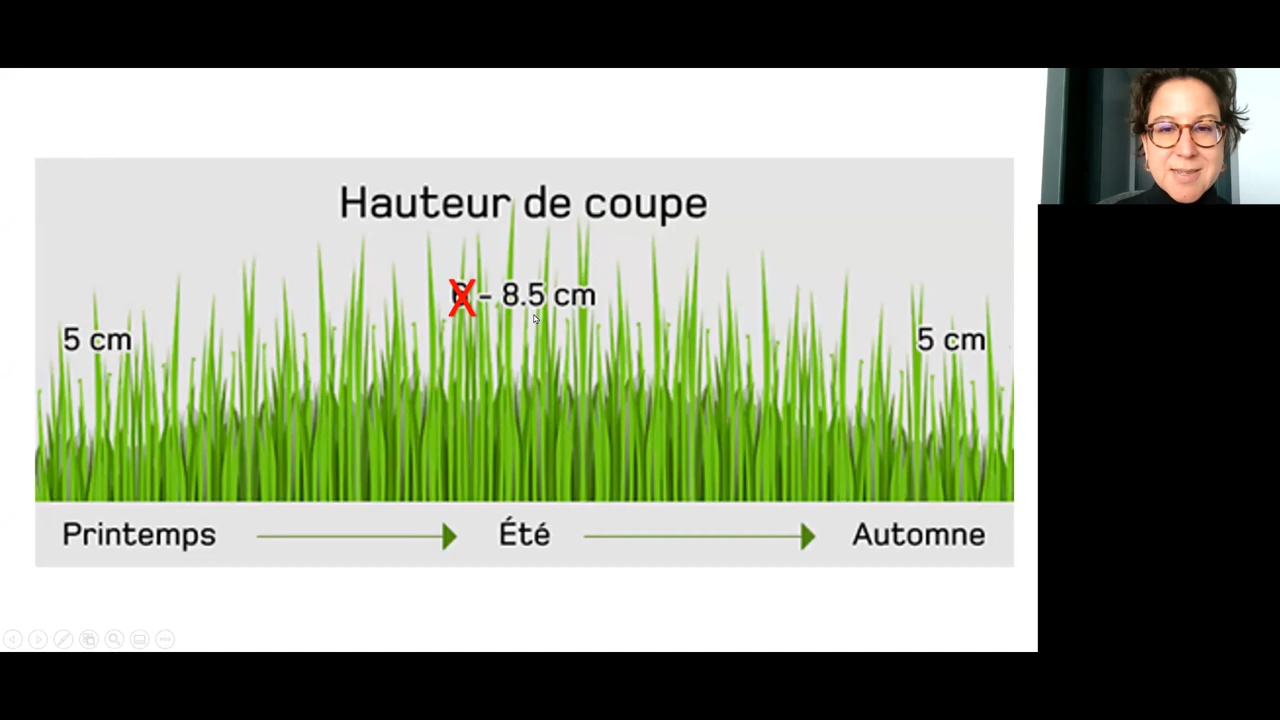 Hauteur de coupe
X - 8.5 cm
5 cm
5 cm
Printemps
Été
Automne